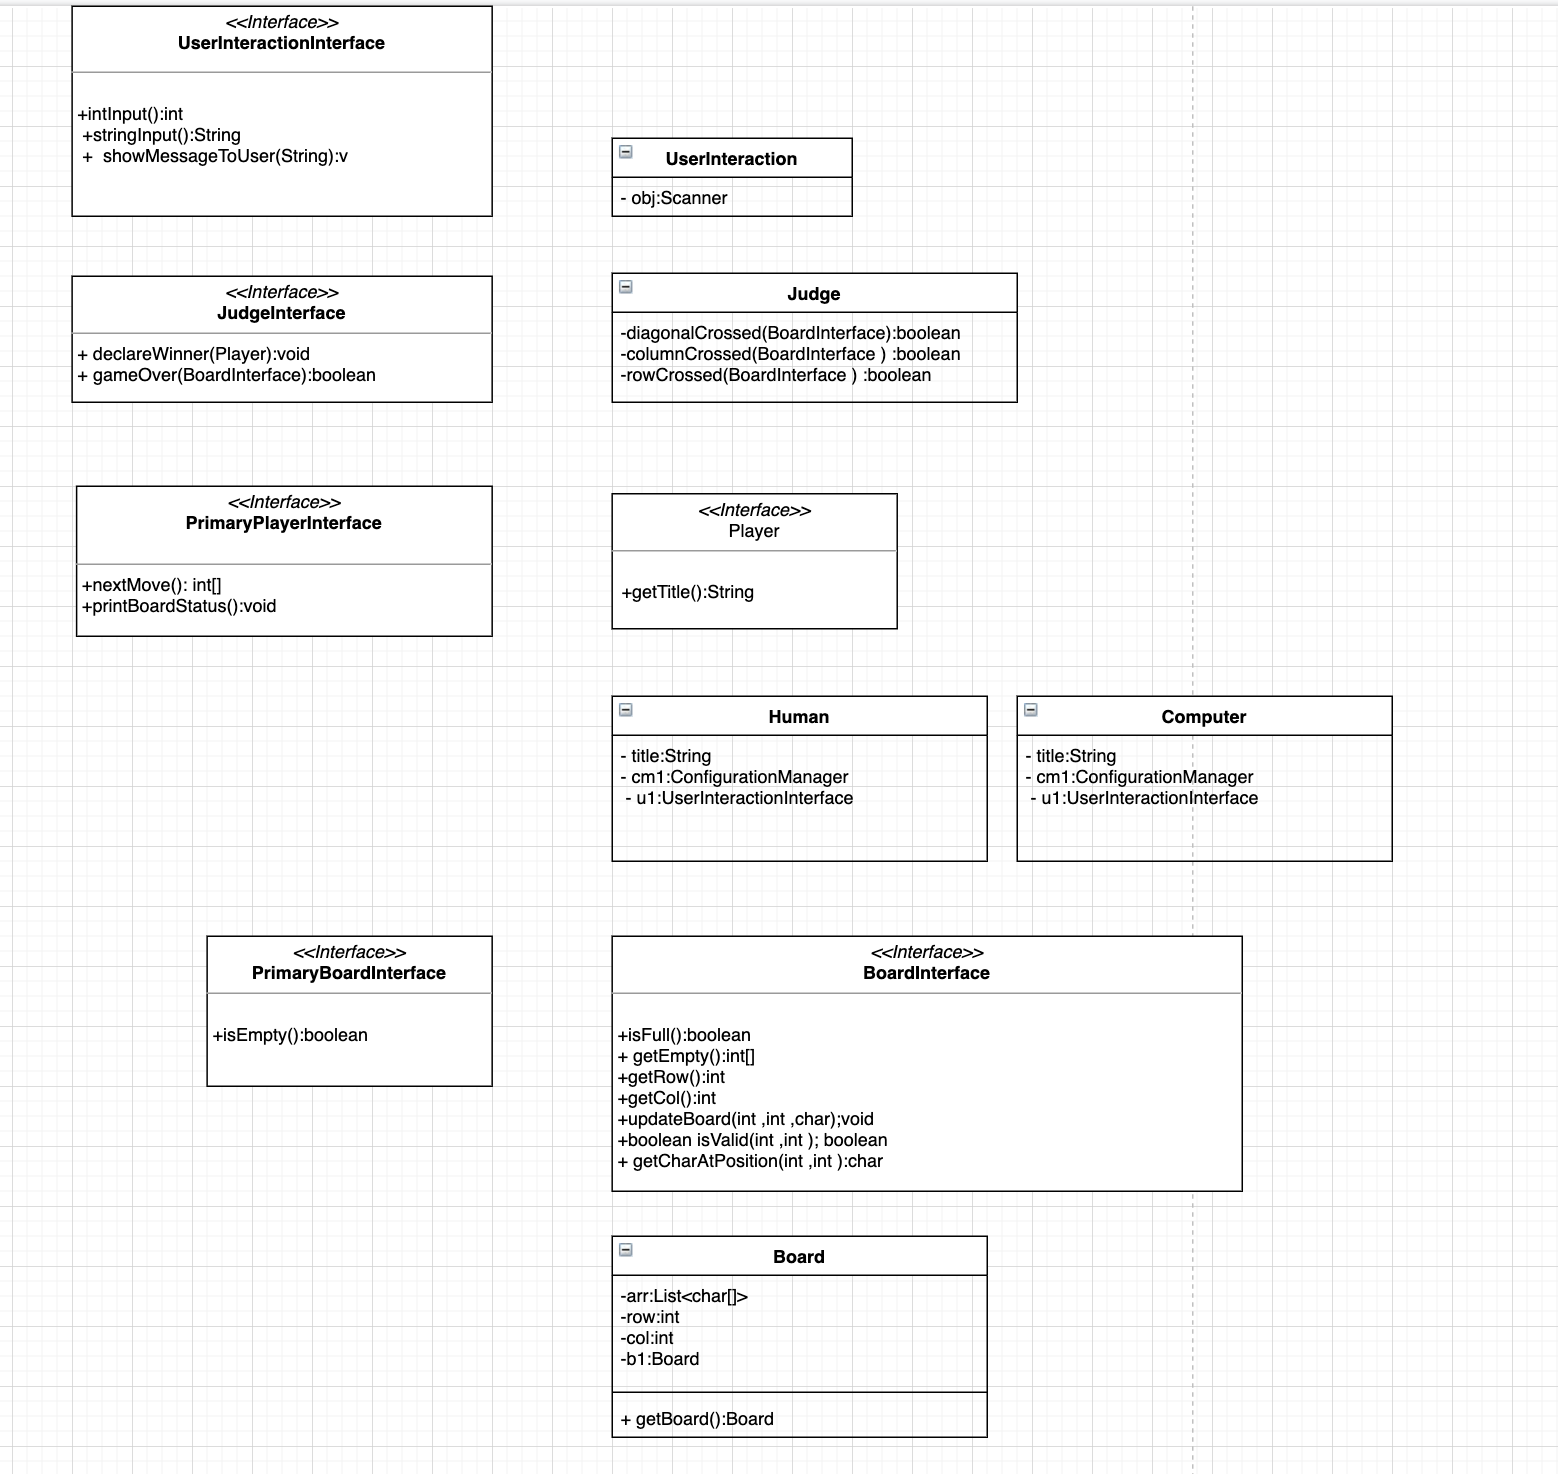 <<Interface>>
UserInteractionInterface
+intInput():int
+stringInput():String
+  showMessageToUser(String):v
UserInteraction
- obj:Scanner
<<Interface>>
JudgeInterface
+ declareWinner(Player):void
+ gameOver(BoardInterface):boolean
Judge
-diagonalCrossed(BoardInterface):boolean
-columnCrossed(BoardInterface ) :boolean
-rowCrossed(BoardInterface ) :boolean
<<Interface>>
PrimaryPlayerInterface
+nextMove(): int[]
+printBoardStatus():void
<<Interface>>
Player
+getTitle():String
Human
- title:String
- cm1:ConfigurationManager
- u1:UserInteractionInterface
Computer
- title:String
- cm1:ConfigurationManager
- u1:UserInteractionInterface
<<Interface>>
PrimaryBoardInterface
+isEmpty():boolean
<<Interface>>
BoardInterface
+isFull():boolean
+ getEmpty():int[]
+getRow():int
+getCol():int
+updateBoard(int ,int ,char);void
+boolean isValid(int ,int ); boolean
+ getCharAtPosition(int ,int ):char
Board
-arr:List<char[]>
-row:int
-col:int
-b1:Board
+ getBoard():Board